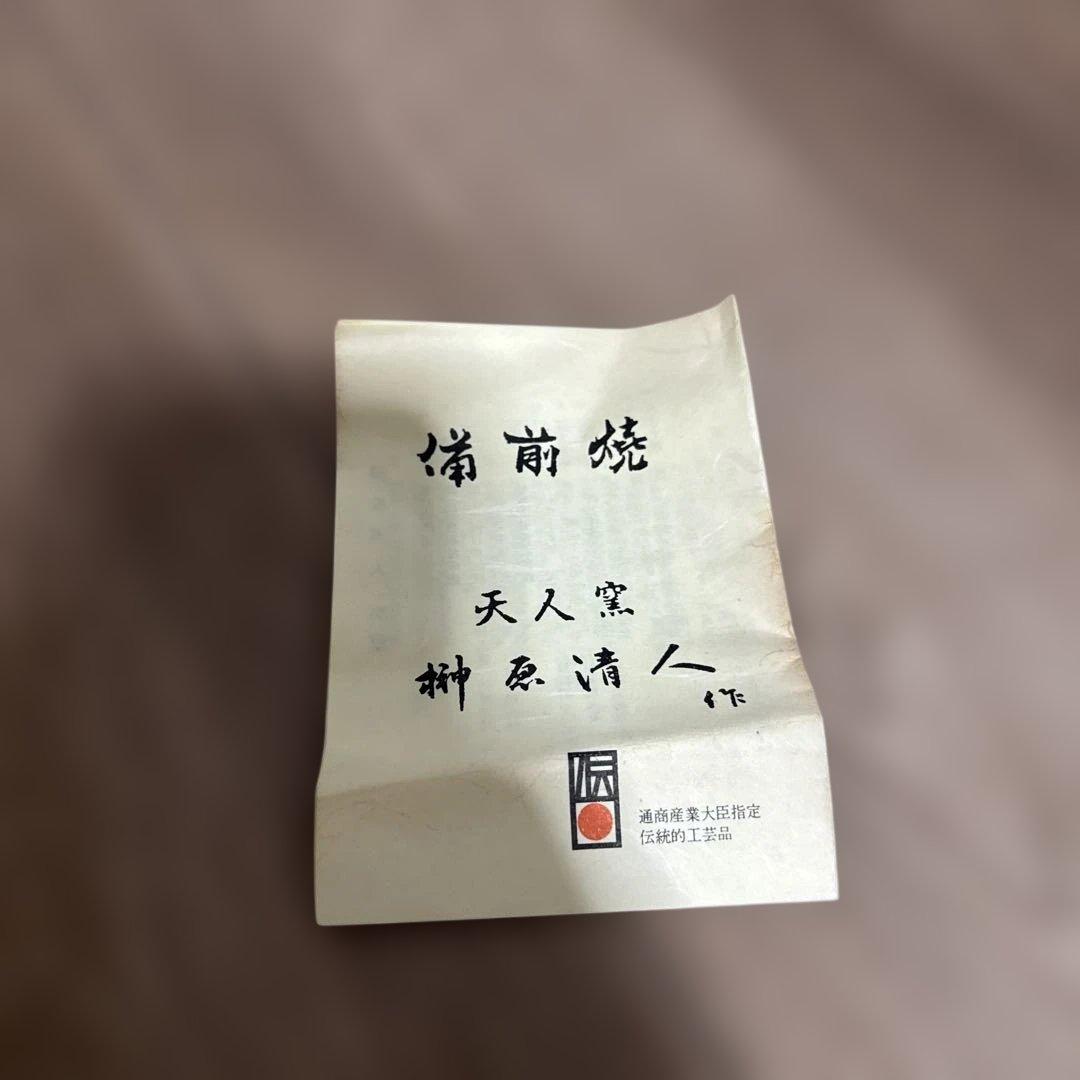 備前燒
天人窯
榊原清人
作
伝
通商産業大臣指定
伝統的工芸品